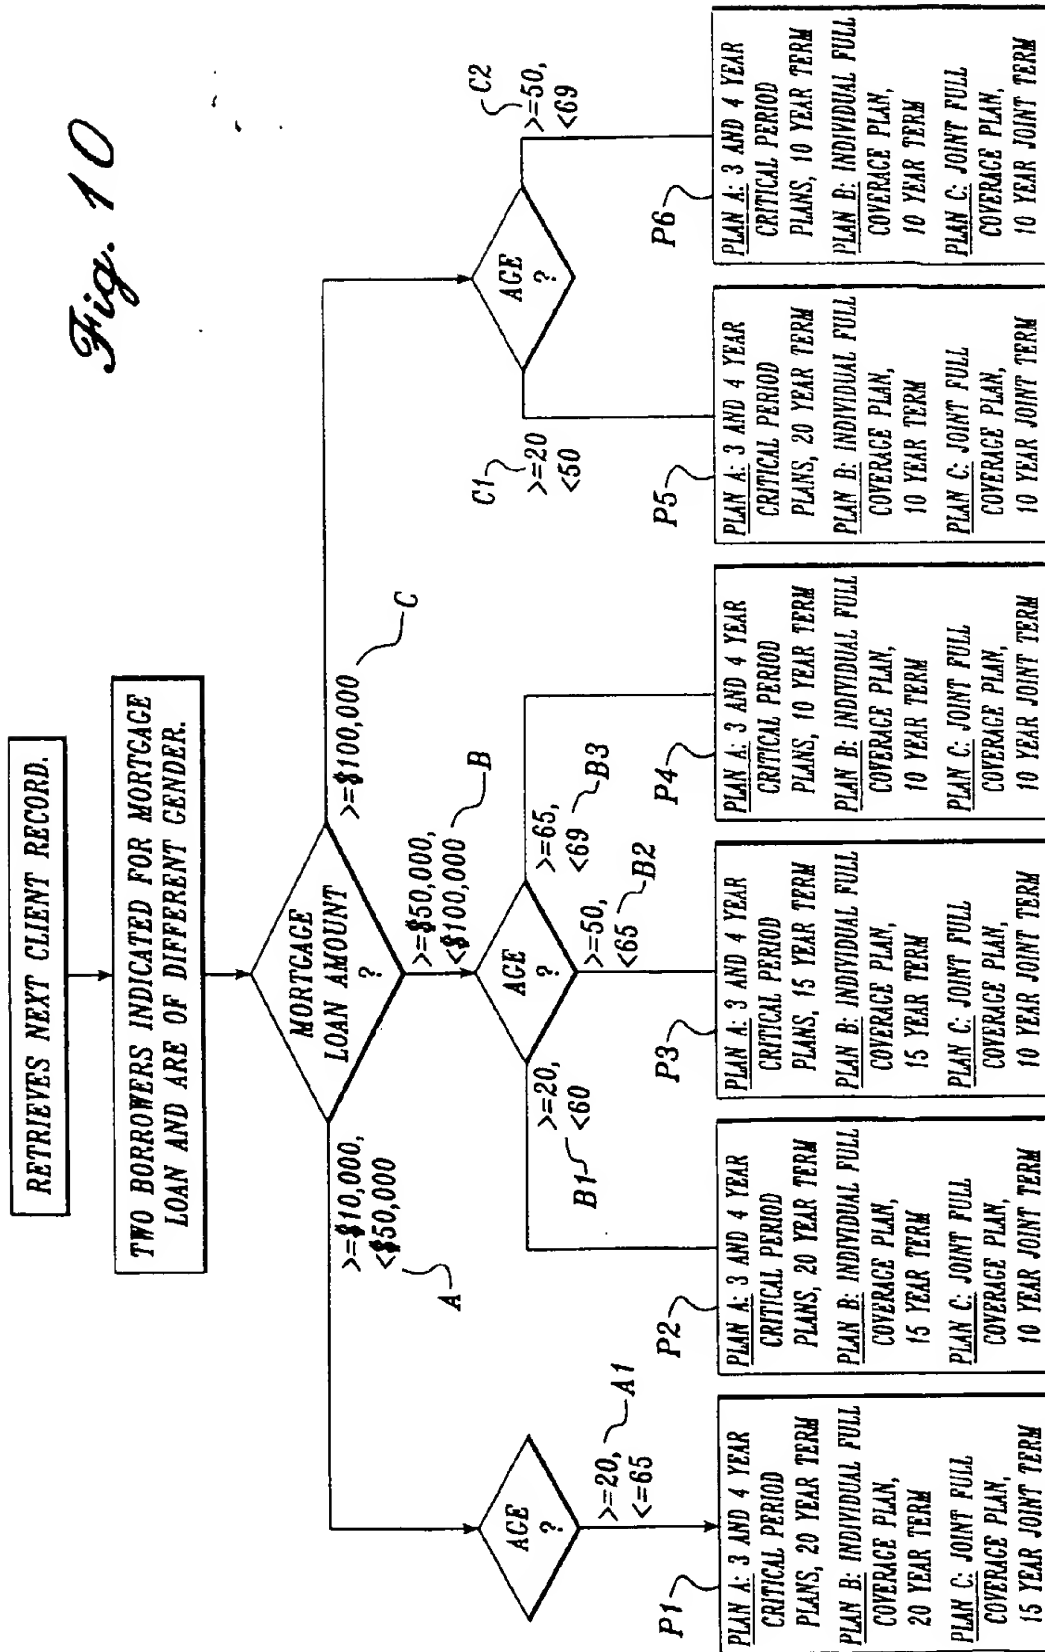 Fig. 10
RETRIEVES NEXT CLIENT RECORD.
TWO BORROWERS INDICATED FOR MORTGAGE
LOAN AND ARE OF DIFFERENT GENDER.
MORTGAGE
LOAN AMOUNT
?
>=$10,000,
<$50,000
A
>=$50,000,
<$100,000
B
>=$100,000
C
AGE
?
>=20,
<=65
A1
AGE
?
>=20,
<60
B1
>=50,
<65
B2
>=65,
<69
B3
AGE
?
C1
>=20
<50
C2
>=50,
<69
P1
PLAN A: 3 AND 4 YEAR
CRITICAL PERIOD
PLANS, 20 YEAR TERM
PLAN B: INDIVIDUAL FULL
COVERAGE PLAN,
20 YEAR TERM
PLAN C: JOINT FULL
COVERAGE PLAN,
15 YEAR JOINT TERM
P2
PLAN A: 3 AND 4 YEAR
CRITICAL PERIOD
PLANS, 20 YEAR TERM
PLAN B: INDIVIDUAL FULL
COVERAGE PLAN,
15 YEAR TERM
PLAN C: JOINT FULL
COVERAGE PLAN,
10 YEAR JOINT TERM
P3
PLAN A: 3 AND 4 YEAR
CRITICAL PERIOD
PLANS, 15 YEAR TERM
PLAN B: INDIVIDUAL FULL
COVERAGE PLAN,
15 YEAR TERM
PLAN C: JOINT FULL
COVERAGE PLAN,
10 YEAR JOINT TERM
P4
PLAN A: 3 AND 4 YEAR
CRITICAL PERIOD
PLANS, 10 YEAR TERM
PLAN B: INDIVIDUAL FULL
COVERAGE PLAN,
10 YEAR TERM
PLAN C: JOINT FULL
COVERAGE PLAN,
10 YEAR JOINT TERM
P5
PLAN A: 3 AND 4 YEAR
CRITICAL PERIOD
PLANS, 20 YEAR TERM
PLAN B: INDIVIDUAL FULL
COVERAGE PLAN,
10 YEAR TERM
PLAN C: JOINT FULL
COVERAGE PLAN,
10 YEAR JOINT TERM
P6
PLAN A: 3 AND 4 YEAR
CRITICAL PERIOD
PLANS, 10 YEAR TERM
PLAN B: INDIVIDUAL FULL
COVERAGE PLAN,
10 YEAR TERM
PLAN C: JOINT FULL
COVERAGE PLAN,
10 YEAR JOINT TERM